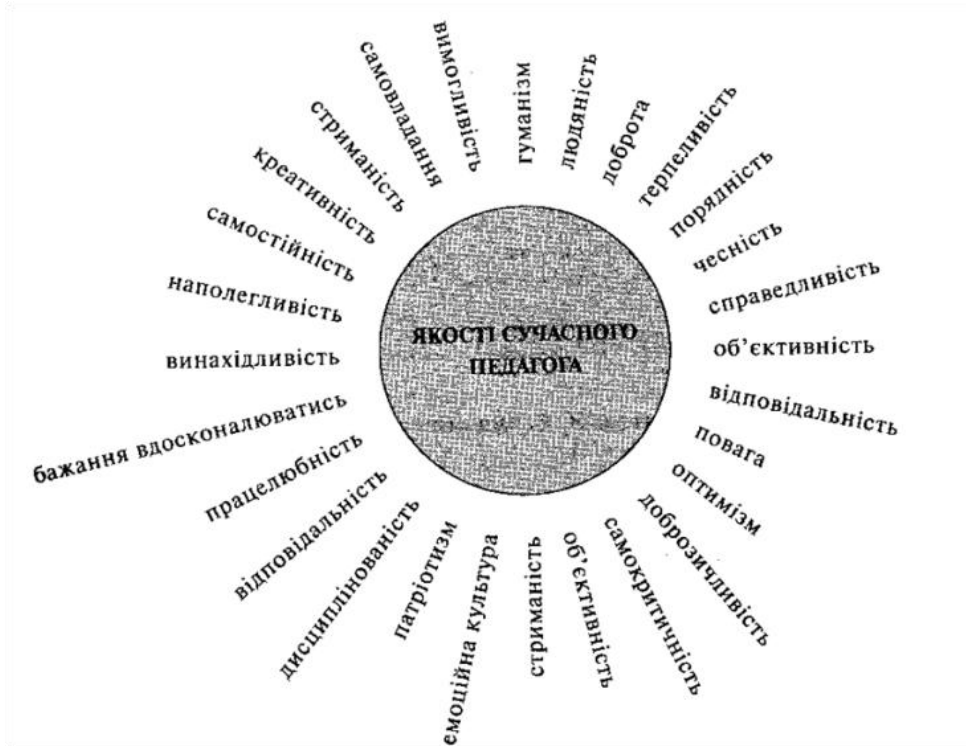 ЯКОСТІ СУЧАСНОГО
ПЕДАГОГА
гуманізм
людяність
доброта
терпеливість
порядність
чесність
справедливість
об’єктивність
відповідальність
повага
оптимізм
доброзичливість
самокритичність
об’єктивність
стриманість
емоційна культура
патріотизм
дисциплінованість
відповідальність
працелюбність
бажання вдосконалюватись
винахідливість
наполегливість
самостійність
креативність
стриманість
самовладання
вимогливість